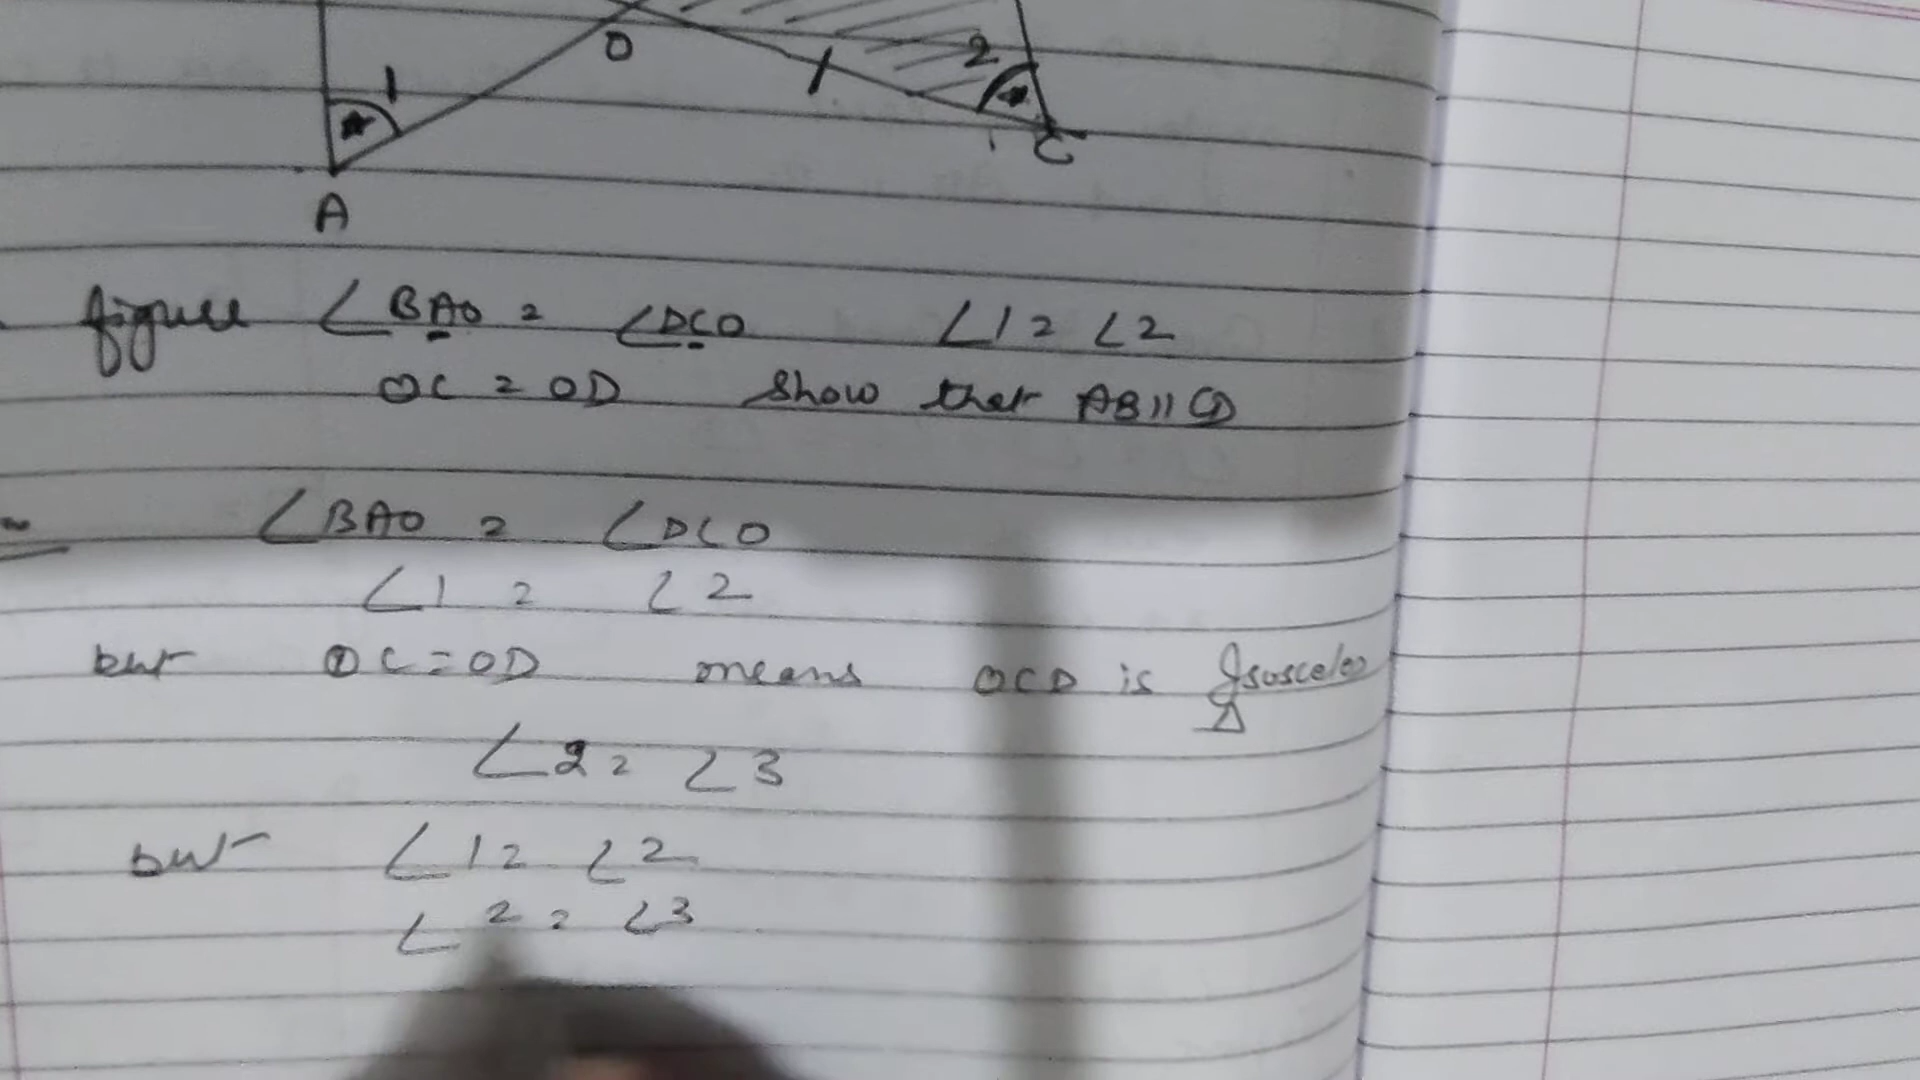 O
1
2
C
A
figure ∠BAO = ∠DCO ∠1 = ∠2
OC = OD Show that AB || CD
∠BAO = ∠DCO
∠1 = ∠2
but OC = OD means OCD is Isosceles
△
∠2 = ∠3
but ∠1 = ∠2
∠2 = ∠3